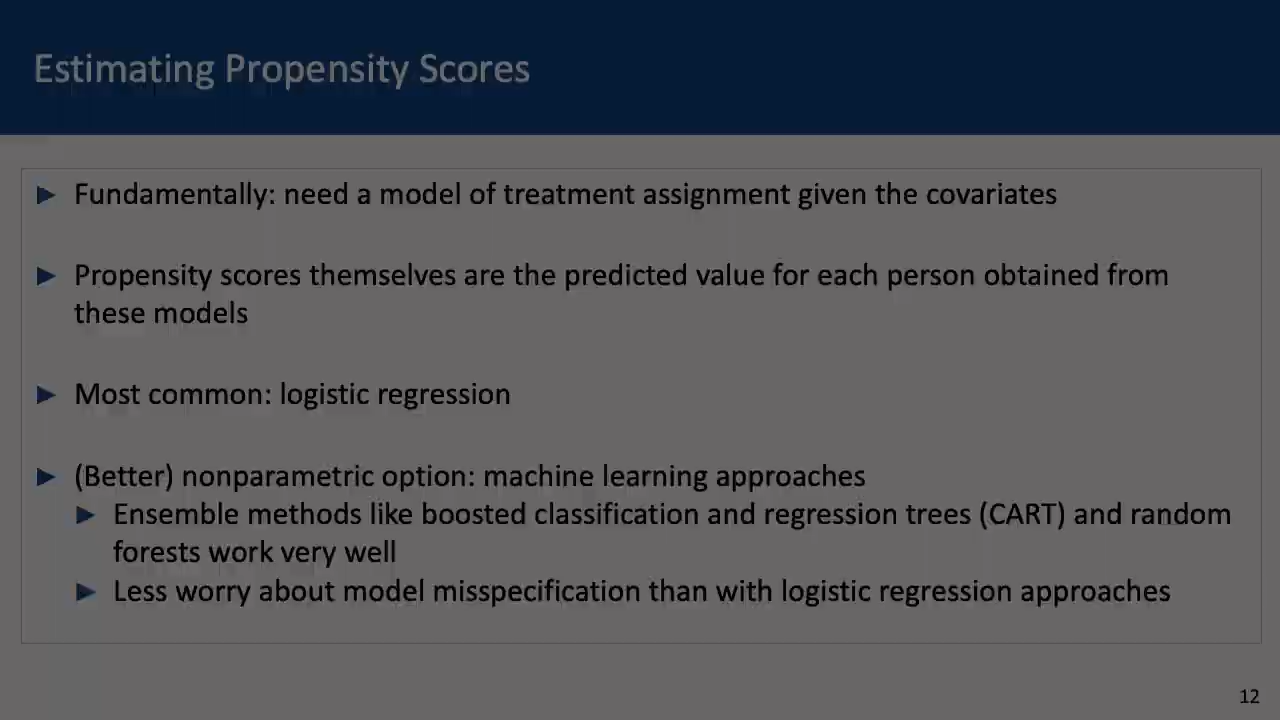 Estimating Propensity Scores
► Fundamentally: need a model of treatment assignment given the covariates
► Propensity scores themselves are the predicted value for each person obtained from
these models
► Most common: logistic regression
► (Better) nonparametric option: machine learning approaches
► Ensemble methods like boosted classification and regression trees (CART) and random
forests work very well
► Less worry about model misspecification than with logistic regression approaches
12